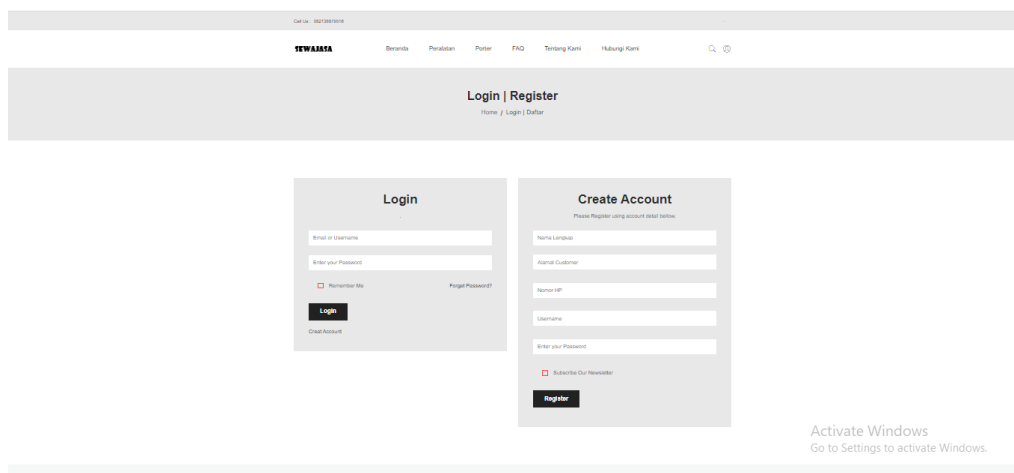 Call Us :
SEWAJASA
Beranda Peralatan Porter FAQ Tentang Kami Hubungi Kami
Login | Register
Home / Login | Daftar
Login
Email or Username
Enter your Password
Remember Me Forget Password?
Login
Creat Account
Create Account
Please Register using account detail below.
Nama Lengkap
Alamat Customer
Nomor HP
Username
Enter your Password
Subscribe Our Newsletter
Register
Activate Windows
Go to Settings to activate Windows.